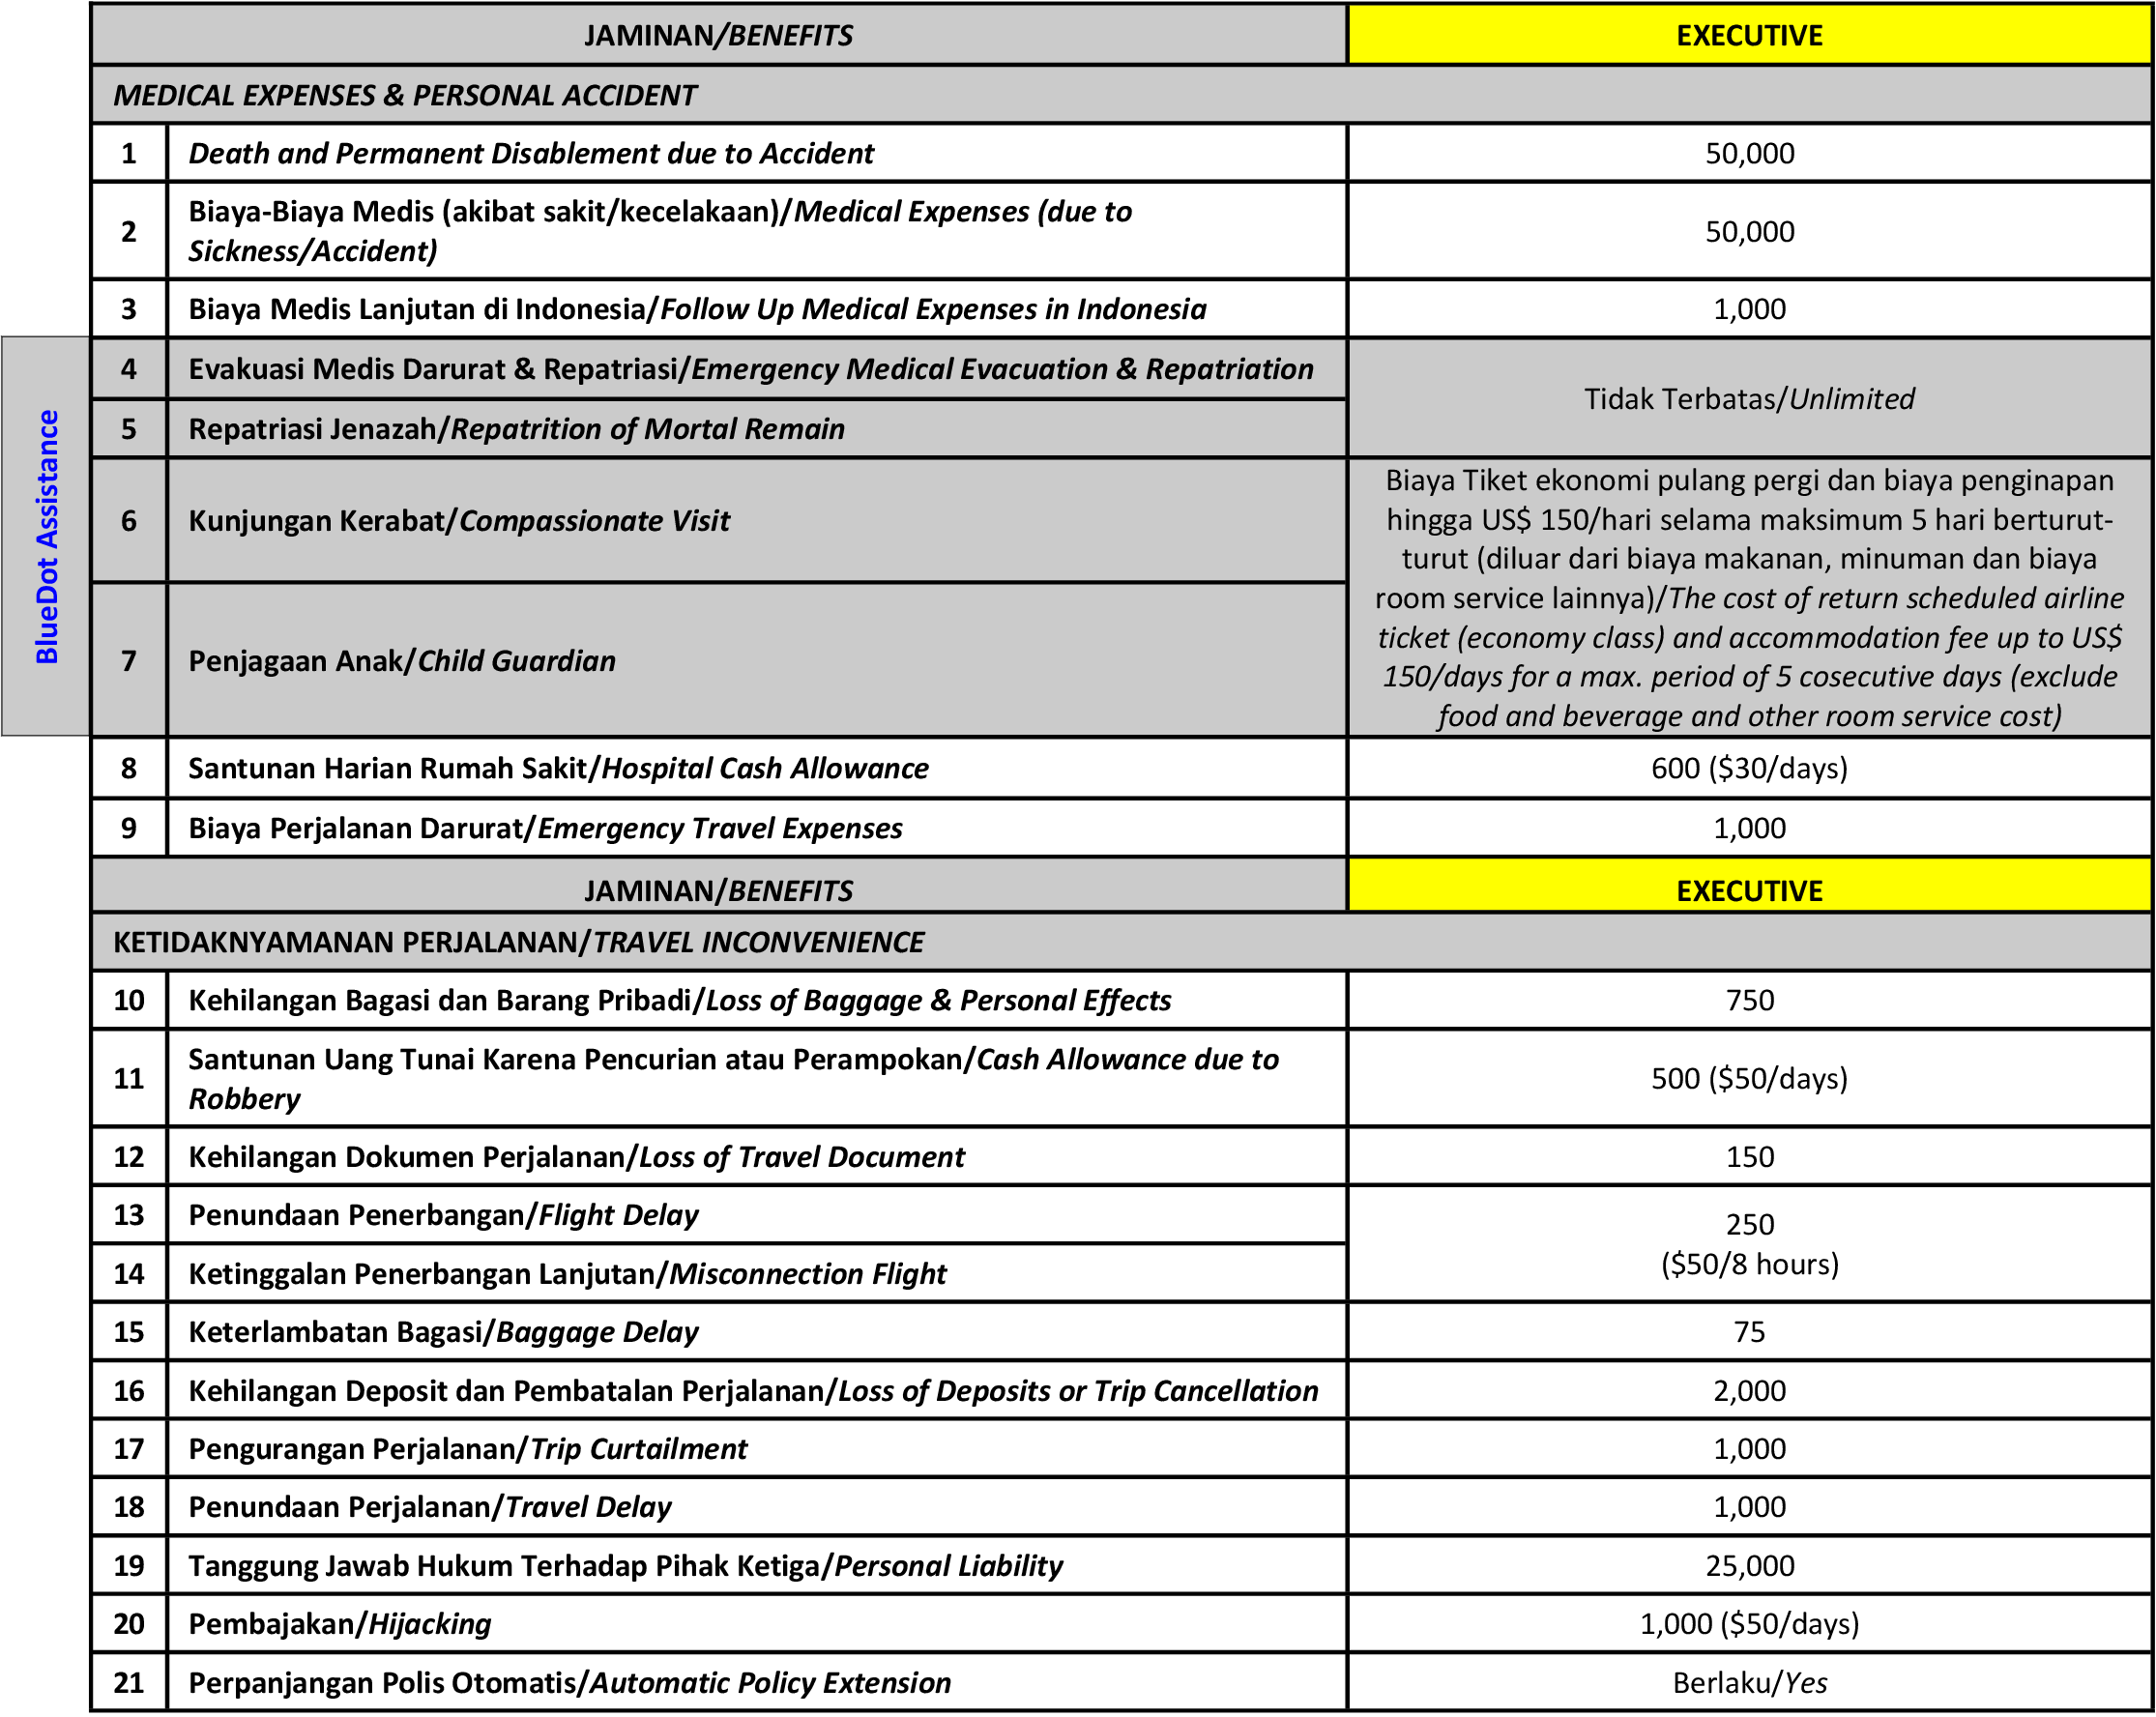 JAMINAN/BENEFITS
EXECUTIVE
MEDICAL EXPENSES & PERSONAL ACCIDENT
1
Death and Permanent Disablement due to Accident
50,000
2
Biaya-Biaya Medis (akibat sakit/kecelakaan)/Medical Expenses (due to
Sickness/Accident)
50,000
3
Biaya Medis Lanjutan di Indonesia/Follow Up Medical Expenses in Indonesia
1,000
BlueDot Assistance
4
Evakuasi Medis Darurat & Repatriasi/Emergency Medical Evacuation & Repatriation
Tidak Terbatas/Unlimited
5
Repatriasi Jenazah/Repatrition of Mortal Remain
6
Kunjungan Kerabat/Compassionate Visit
Biaya Tiket ekonomi pulang pergi dan biaya penginapan
hingga US$ 150/hari selama maksimum 5 hari berturut-
turut (diluar dari biaya makanan, minuman dan biaya
room service lainnya)/The cost of return scheduled airline
ticket (economy class) and accommodation fee up to US$
150/days for a max. period of 5 cosecutive days (exclude
food and beverage and other room service cost)
7
Penjagaan Anak/Child Guardian
8
Santunan Harian Rumah Sakit/Hospital Cash Allowance
600 ($30/days)
9
Biaya Perjalanan Darurat/Emergency Travel Expenses
1,000
JAMINAN/BENEFITS
EXECUTIVE
KETIDAKNYAMANAN PERJALANAN/TRAVEL INCONVENIENCE
10
Kehilangan Bagasi dan Barang Pribadi/Loss of Baggage & Personal Effects
750
11
Santunan Uang Tunai Karena Pencurian atau Perampokan/Cash Allowance due to
Robbery
500 ($50/days)
12
Kehilangan Dokumen Perjalanan/Loss of Travel Document
150
13
Penundaan Penerbangan/Flight Delay
250
($50/8 hours)
14
Ketinggalan Penerbangan Lanjutan/Misconnection Flight
15
Keterlambatan Bagasi/Baggage Delay
75
16
Kehilangan Deposit dan Pembatalan Perjalanan/Loss of Deposits or Trip Cancellation
2,000
17
Pengurangan Perjalanan/Trip Curtailment
1,000
18
Penundaan Perjalanan/Travel Delay
1,000
19
Tanggung Jawab Hukum Terhadap Pihak Ketiga/Personal Liability
25,000
20
Pembajakan/Hijacking
1,000 ($50/days)
21
Perpanjangan Polis Otomatis/Automatic Policy Extension
Berlaku/Yes